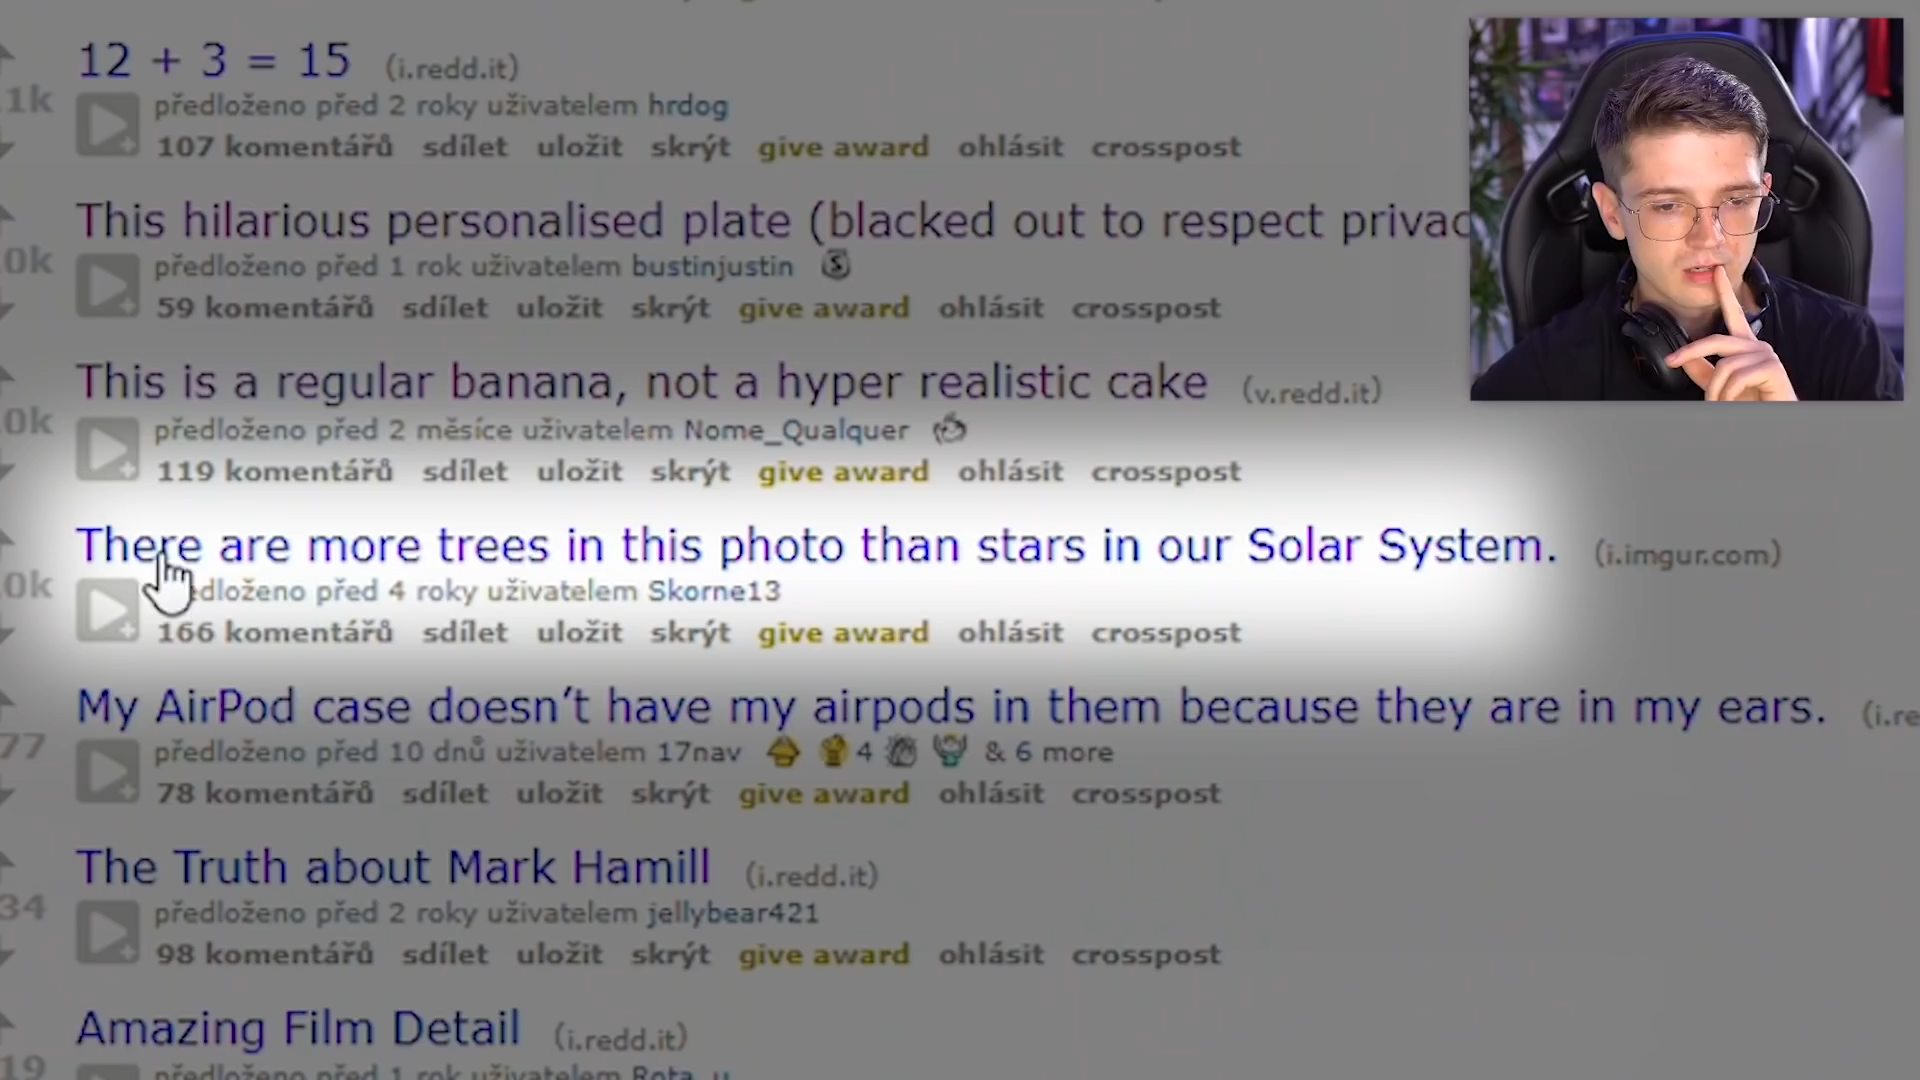 12 + 3 = 15 (i.redd.it)
1k
předloženo před 2 roky uživatelem hrdog
107 komentářů sdílet uložit skrýt give award ohlásit crosspost
This hilarious personalised plate (blacked out to respect privac
0k
předloženo před 1 rok uživatelem bustinjustin
59 komentářů sdílet uložit skrýt give award ohlásit crosspost
This is a regular banana, not a hyper realistic cake (v.redd.it)
0k
předloženo před 2 měsíce uživatelem Nome_Qualquer
119 komentářů sdílet uložit skrýt give award ohlásit crosspost
There are more trees in this photo than stars in our Solar System. (i.imgur.com)
0k
edloženo před 4 roky uživatelem Skorne13
166 komentářů sdílet uložit skrýt give award ohlásit crosspost
My AirPod case doesn't have my airpods in them because they are in my ears. (i.re
77
předloženo před 10 dnů uživatelem 17nav 4 & 6 more
78 komentářů sdílet uložit skrýt give award ohlásit crosspost
The Truth about Mark Hamill (i.redd.it)
34
předloženo před 2 roky uživatelem jellybear421
98 komentářů sdílet uložit skrýt give award ohlásit crosspost
Amazing Film Detail (i.redd.it)
19
předloženo před 1 rok uživatelem